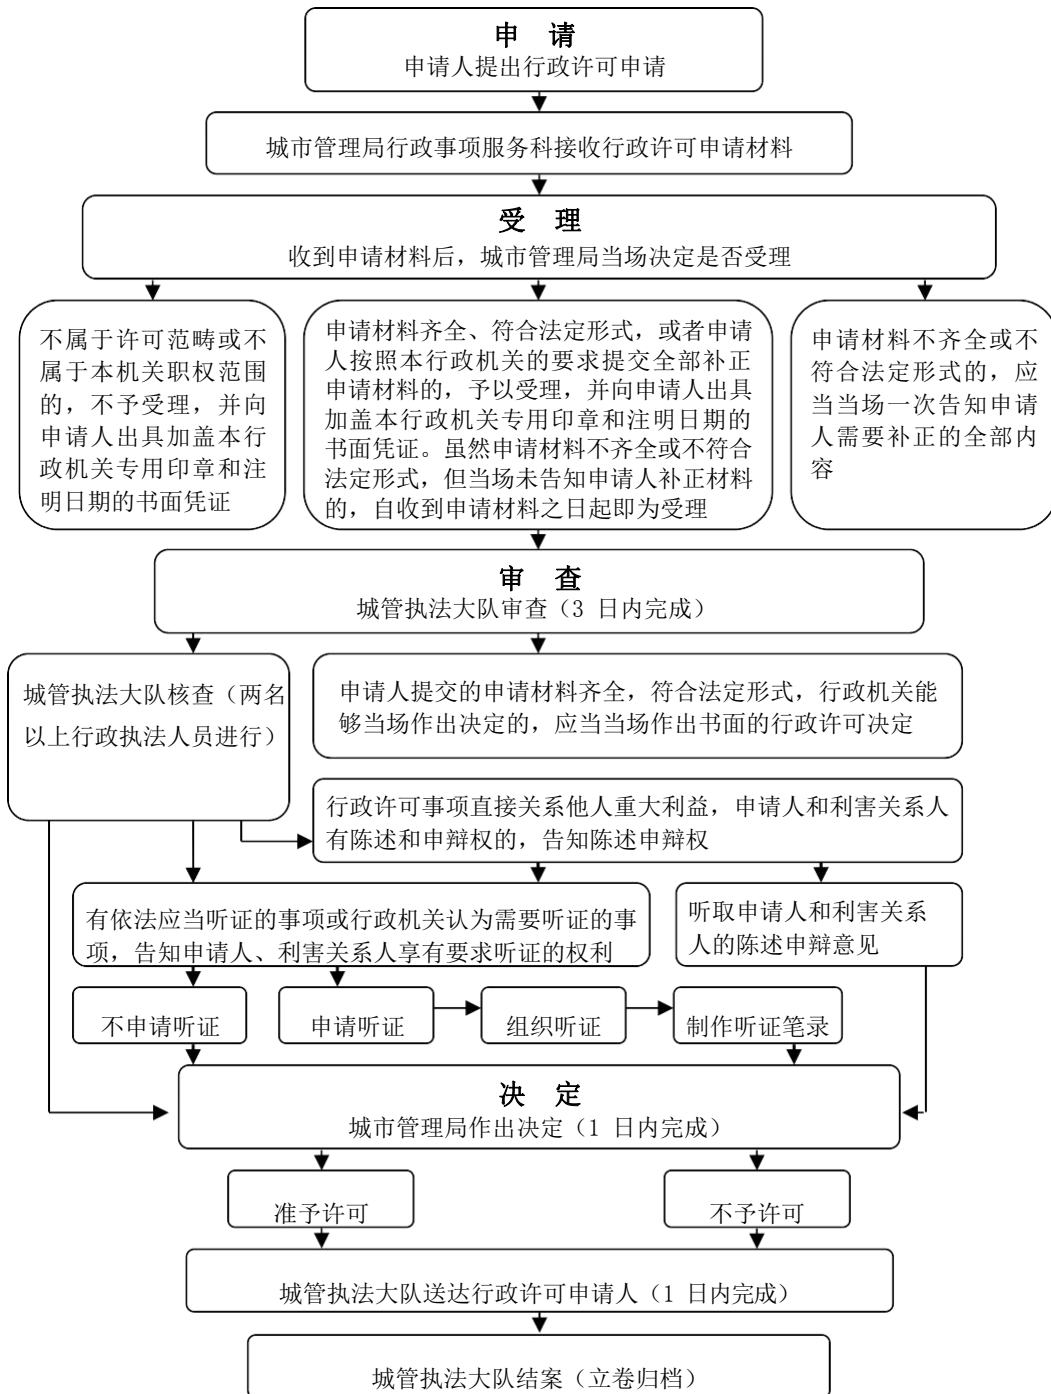 申 请
申请人提出行政许可申请
城市管理局行政事项服务科接收行政许可申请材料
受 理
收到申请材料后，城市管理局当场决定是否受理
不属于许可范畴或不
属于本机关职权范围
的，不予受理，并向
申请人出具加盖本行
政机关专用印章和注
明日期的书面凭证
申请材料齐全、符合法定形式，或者申请
人按照本行政机关的要求提交全部补正
申请材料的，予以受理，并向申请人出具
加盖本行政机关专用印章和注明日期的
书面凭证。虽然申请材料不齐全或不符合
法定形式，但当场未告知申请人补正材料
的，自收到申请材料之日起即为受理
申请材料不齐全或不
符合法定形式的，应
当当场一次告知申请
人需要补正的全部内
容
审 查
城管执法大队审查（3 日内完成）
城管执法大队核查（两名
以上行政执法人员进行）
申请人提交的申请材料齐全，符合法定形式，行政机关能
够当场作出决定的，应当当场作出书面的行政许可决定
行政许可事项直接关系他人重大利益，申请人和利害关系人
有陈述和申辩权的，告知陈述申辩权
有依法应当听证的事项或行政机关认为需要听证的事
项，告知申请人、利害关系人享有要求听证的权利
听取申请人和利害关系
人的陈述申辩意见
不申请听证
申请听证
组织听证
制作听证笔录
决 定
城市管理局作出决定（1 日内完成）
准予许可
不予许可
城管执法大队送达行政许可申请人（1 日内完成）
城管执法大队结案（立卷归档）